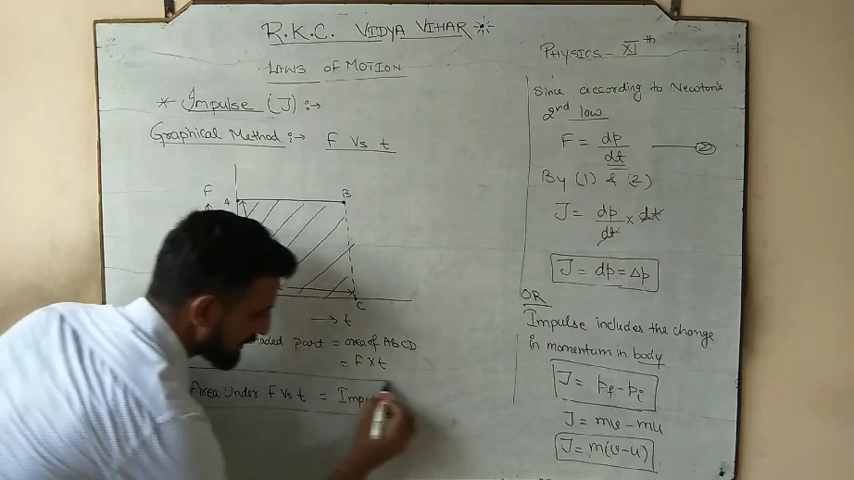 R.K.C. VIDYA VIHAR
LAWS OF MOTION
* Impulse (J) :→
Graphical Method :→ F Vs t
F
A
B
C
→ t
part = area of ABCD
= F × t
Area Under F Vs t =
PHYSICS - XI th
Since according to Newton's
2nd law
F = dp/dt —— (2)
By (1) & (2)
J = dp/dt × dt
J = dp = Δp
OR
Impulse includes the change
in momentum in body
J = Pf - Pi
J = mv - mu
J = m(v-u)